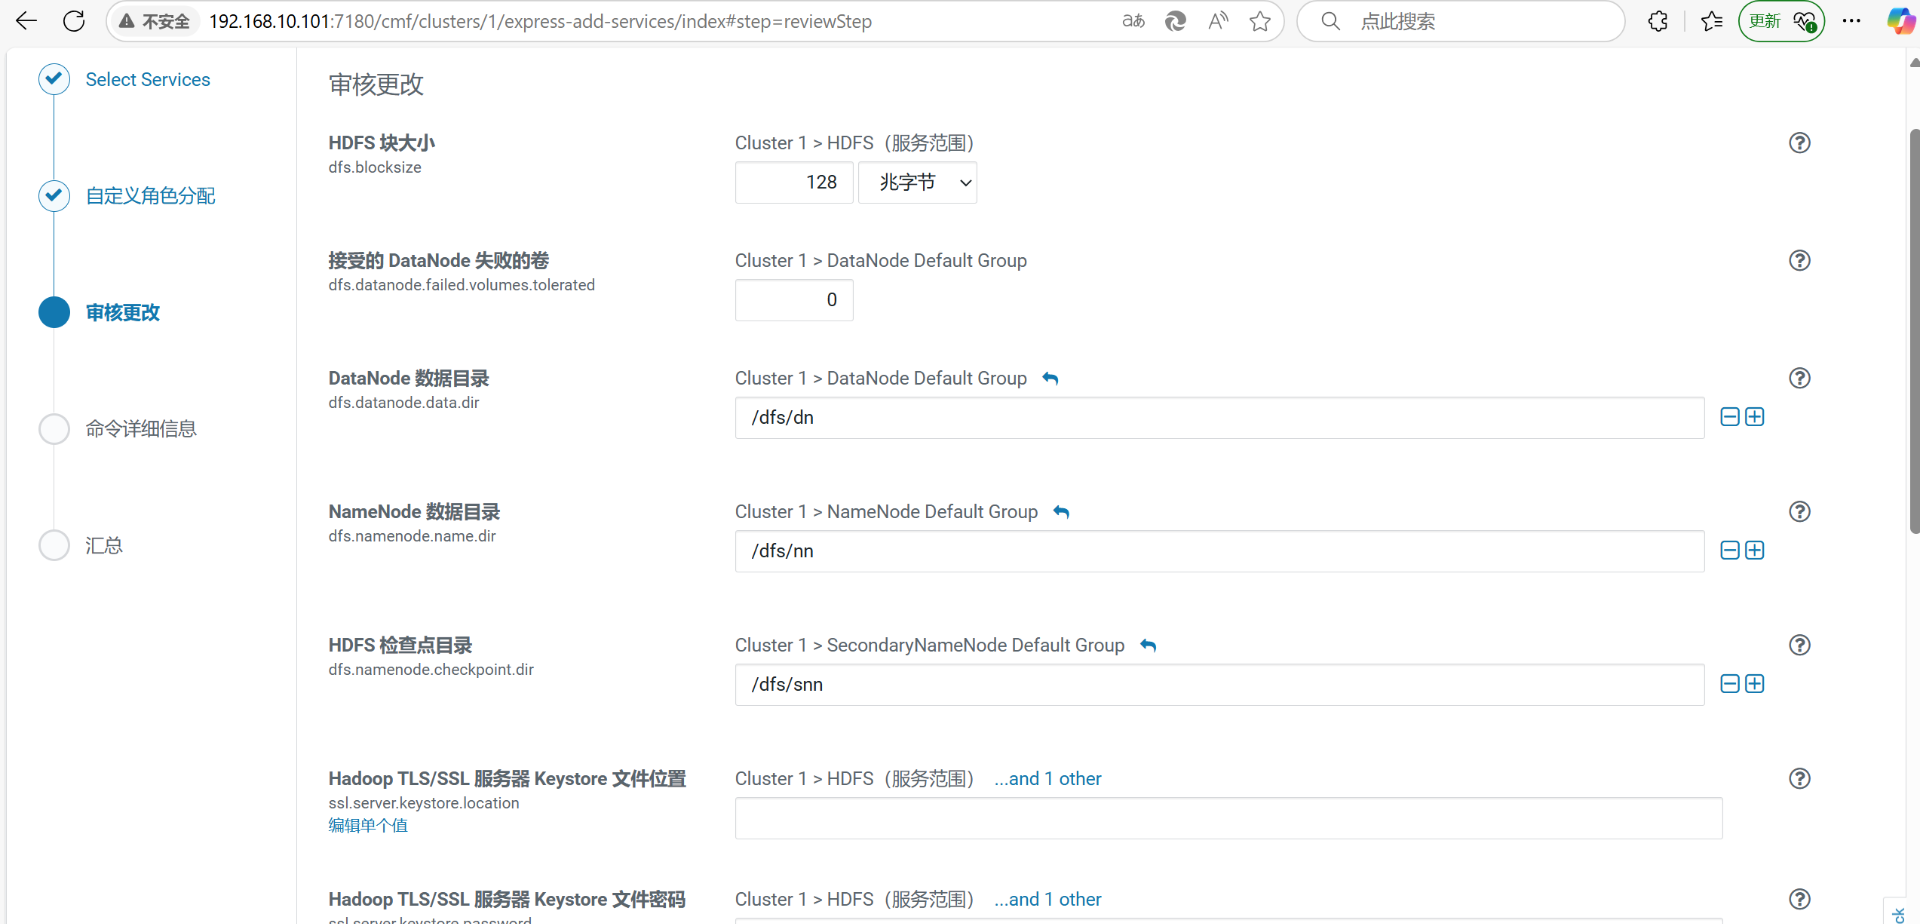 不安全
192.168.10.101:7180/cmf/clusters/1/express-add-services/index#step=reviewStep
点此搜索
更新
Select Services
自定义角色分配
审核更改
命令详细信息
汇总
审核更改
HDFS 块大小
dfs.blocksize
Cluster 1 > HDFS（服务范围）
128
兆字节
接受的 DataNode 失败的卷
dfs.datanode.failed.volumes.tolerated
Cluster 1 > DataNode Default Group
0
DataNode 数据目录
dfs.datanode.data.dir
Cluster 1 > DataNode Default Group
/dfs/dn
NameNode 数据目录
dfs.namenode.name.dir
Cluster 1 > NameNode Default Group
/dfs/nn
HDFS 检查点目录
dfs.namenode.checkpoint.dir
Cluster 1 > SecondaryNameNode Default Group
/dfs/snn
Hadoop TLS/SSL 服务器 Keystore 文件位置
ssl.server.keystore.location
编辑单个值
Cluster 1 > HDFS（服务范围） ...and 1 other
Hadoop TLS/SSL 服务器 Keystore 文件密码
ssl.server.keystore.password
Cluster 1 > HDFS（服务范围） ...and 1 other